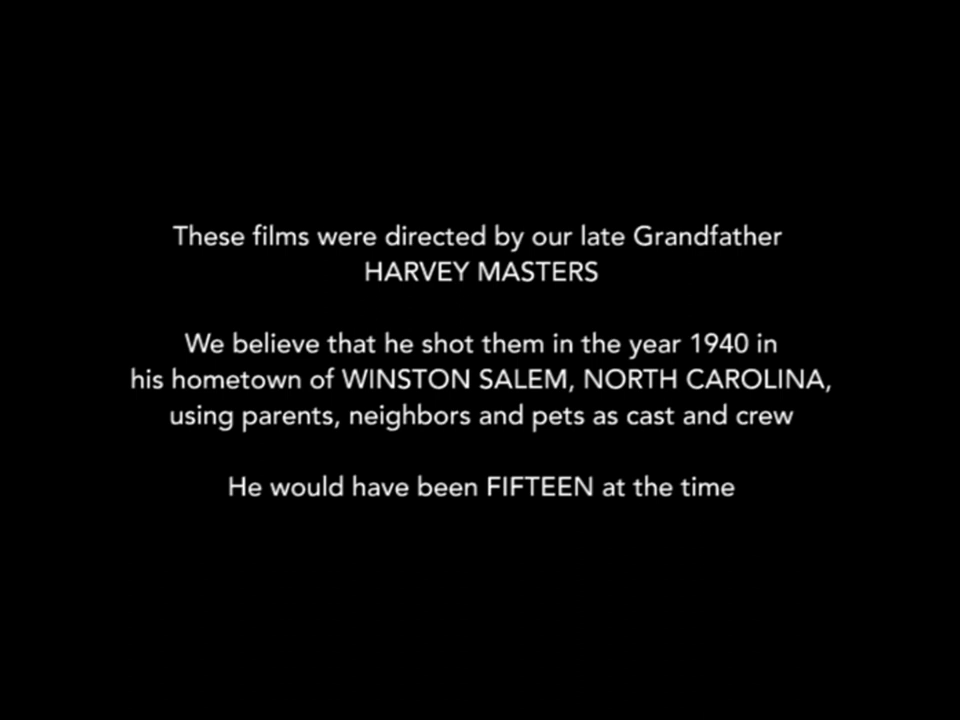 These films were directed by our late Grandfather
HARVEY MASTERS
We believe that he shot them in the year 1940 in
his hometown of WINSTON SALEM, NORTH CAROLINA,
using parents, neighbors and pets as cast and crew
He would have been FIFTEEN at the time